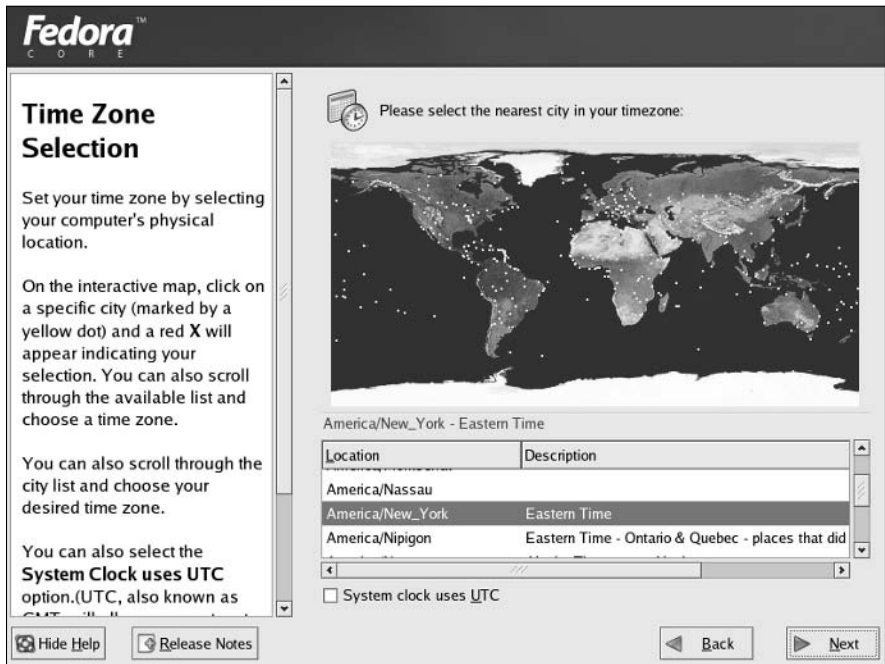 Fedora™
CORE
Time Zone
Selection
Set your time zone by selecting
your computer's physical
location.
On the interactive map, click on
a specific city (marked by a
yellow dot) and a red X will
appear indicating your
selection. You can also scroll
through the available list and
choose a time zone.
You can also scroll through the
city list and choose your
desired time zone.
You can also select the
System Clock uses UTC
option.(UTC, also known as
Please select the nearest city in your timezone:
America/New_York - Eastern Time
Location Description
America/Nassau
America/New_York Eastern Time
America/Nipigon Eastern Time - Ontario & Quebec - places that did
System clock uses UTC
Hide Help
Release Notes
Back
Next